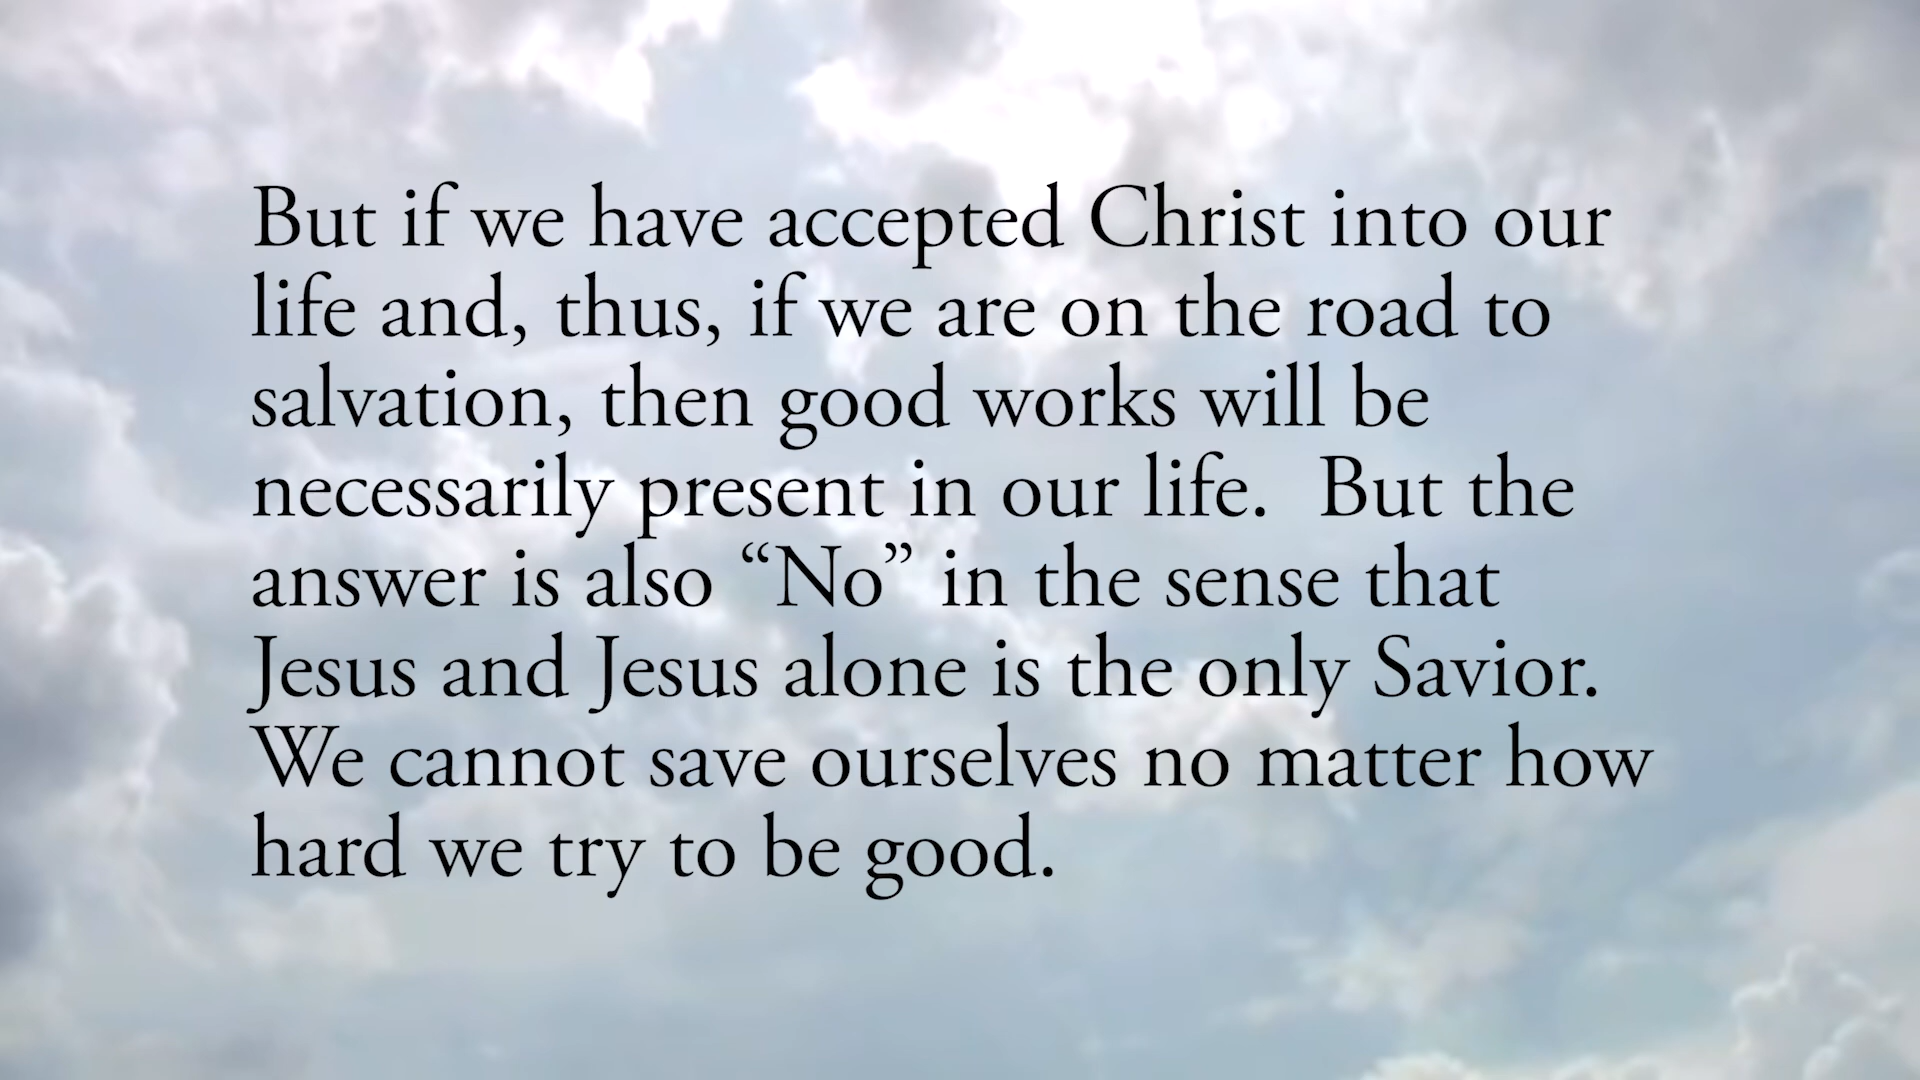 But if we have accepted Christ into our
life and, thus, if we are on the road to
salvation, then good works will be
necessarily present in our life.  But the
answer is also “No” in the sense that
Jesus and Jesus alone is the only Savior.
We cannot save ourselves no matter how
hard we try to be good.